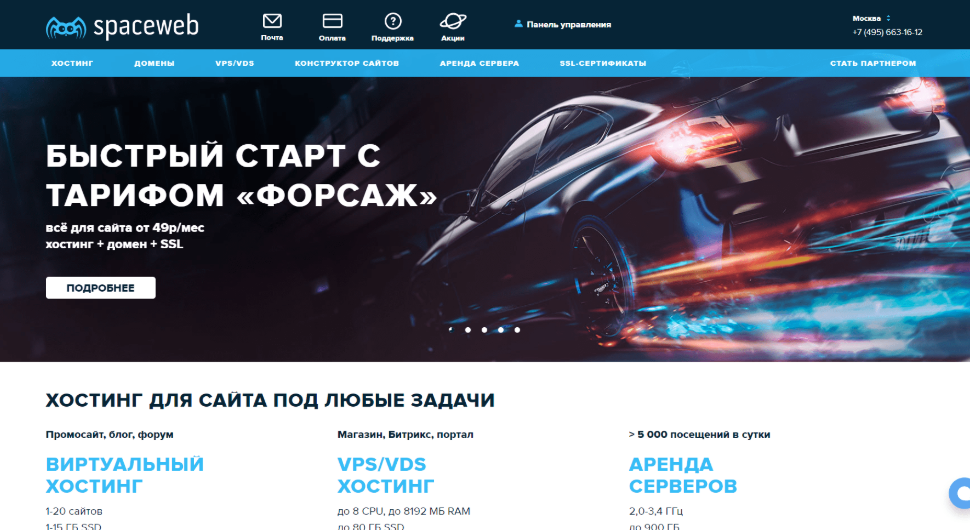 spaceweb
Почта
Оплата
Поддержка
Акции
Панель управления
Москва
+7 (495) 663-16-12
ХОСТИНГ ДОМЕНЫ VPS/VDS КОНСТРУКТОР САЙТОВ АРЕНДА СЕРВЕРА SSL-СЕРТИФИКАТЫ СТАТЬ ПАРТНЕРОМ
БЫСТРЫЙ СТАРТ С
ТАРИФОМ «ФОРСАЖ»
всё для сайта от 49р/мес
хостинг + домен + SSL
ПОДРОБНЕЕ
ХОСТИНГ ДЛЯ САЙТА ПОД ЛЮБЫЕ ЗАДАЧИ
Промосайт, блог, форум
ВИРТУАЛЬНЫЙ
ХОСТИНГ
1-20 сайтов
1-15 ГБ SSD
Магазин, Битрикс, портал
VPS/VDS
ХОСТИНГ
до 8 CPU, до 8192 МБ RAM
до 80 ГБ SSD
> 5 000 посещений в сутки
АРЕНДА
СЕРВЕРОВ
2,0-3,4 ГГц
до 900 ГБ